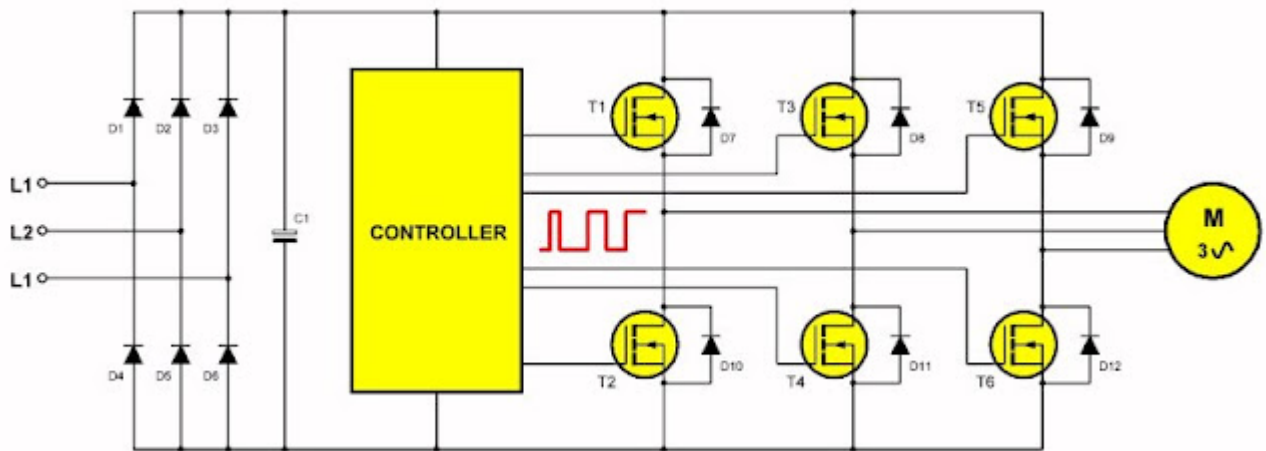 D1
D2
D3
L1
L2
L1
D4
D5
D6
C1
CONTROLLER
T1
D7
T3
D8
T5
D9
M
3
T2
D10
T4
D11
T6
D12